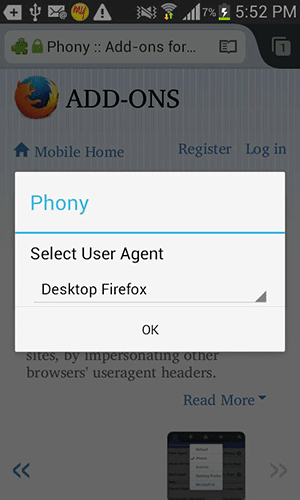 7% 5:52 PM
Phony :: Add-ons for... 1
ADD-ONS
Mobile Home Register Log in
Phony
Select User Agent
Desktop Firefox
OK
sites, by impersonating other
browsers' useragent headers.
Read More
«
»